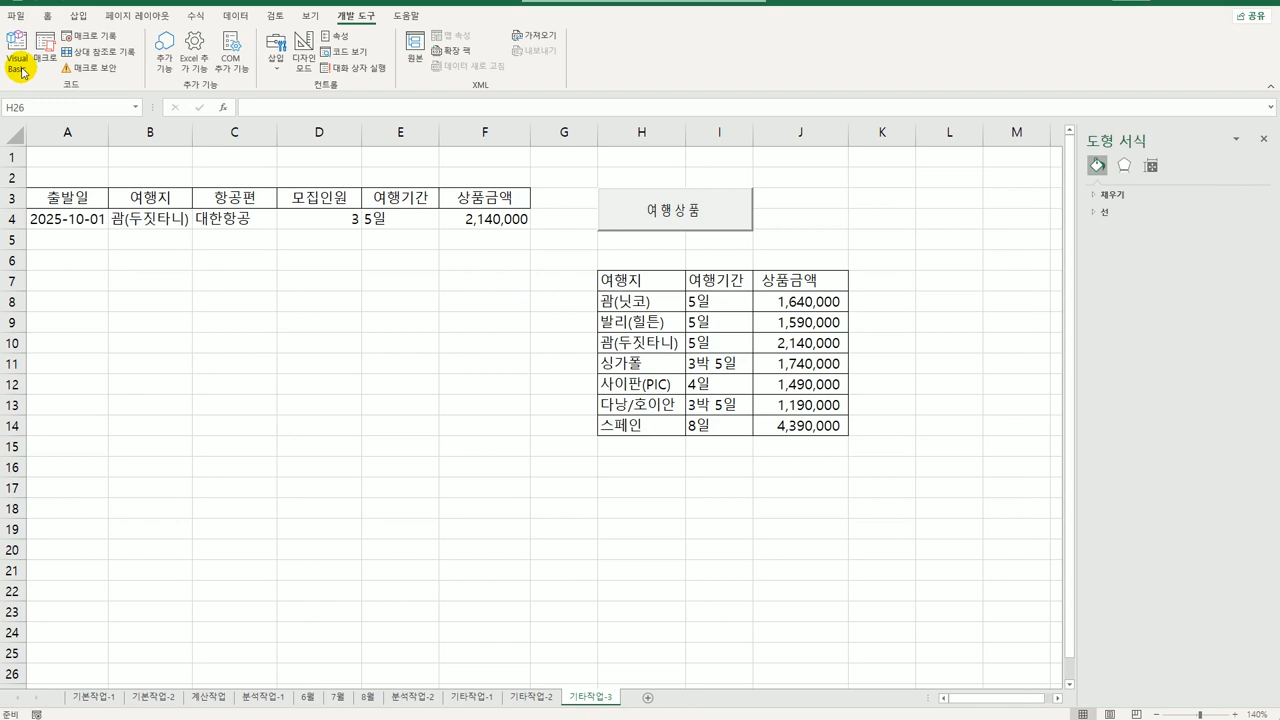 파일 홈 삽입 페이지 레이아웃 수식 데이터 검토 보기 개발 도구 도움말 공유
Visual Basic
매크로
매크로 기록
상대 참조로 기록
매크로 보안
코드
추가 기능
Excel 추가 기능
COM 추가 기능
추가 기능
삽입
디자인 모드
속성
코드 보기
대화 상자 실행
컨트롤
원본
맵 속성
확장 팩
데이터 새로 고침
가져오기
내보내기
XML
H26
fx
A B C D E F G H I J K L M
도형 서식
채우기
선
1
2
3 출발일 여행지 항공편 모집인원 여행기간 상품금액
여행상품
4 2025-10-01 괌(두짓타니) 대한항공 3 5일 2,140,000
5
6
7 여행지 여행기간 상품금액
8 괌(닛코) 5일 1,640,000
9 발리(힐튼) 5일 1,590,000
10 괌(두짓타니) 5일 2,140,000
11 싱가폴 3박 5일 1,740,000
12 사이판(PIC) 4일 1,490,000
13 다낭/호이안 3박 5일 1,190,000
14 스페인 8일 4,390,000
15
16
17
18
19
20
21
22
23
24
25
26
기본작업-1 기본작업-2 계산작업 분석작업-1 6월 7월 8월 분석작업-2 기타작업-1 기타작업-2 기타작업-3
준비
140%